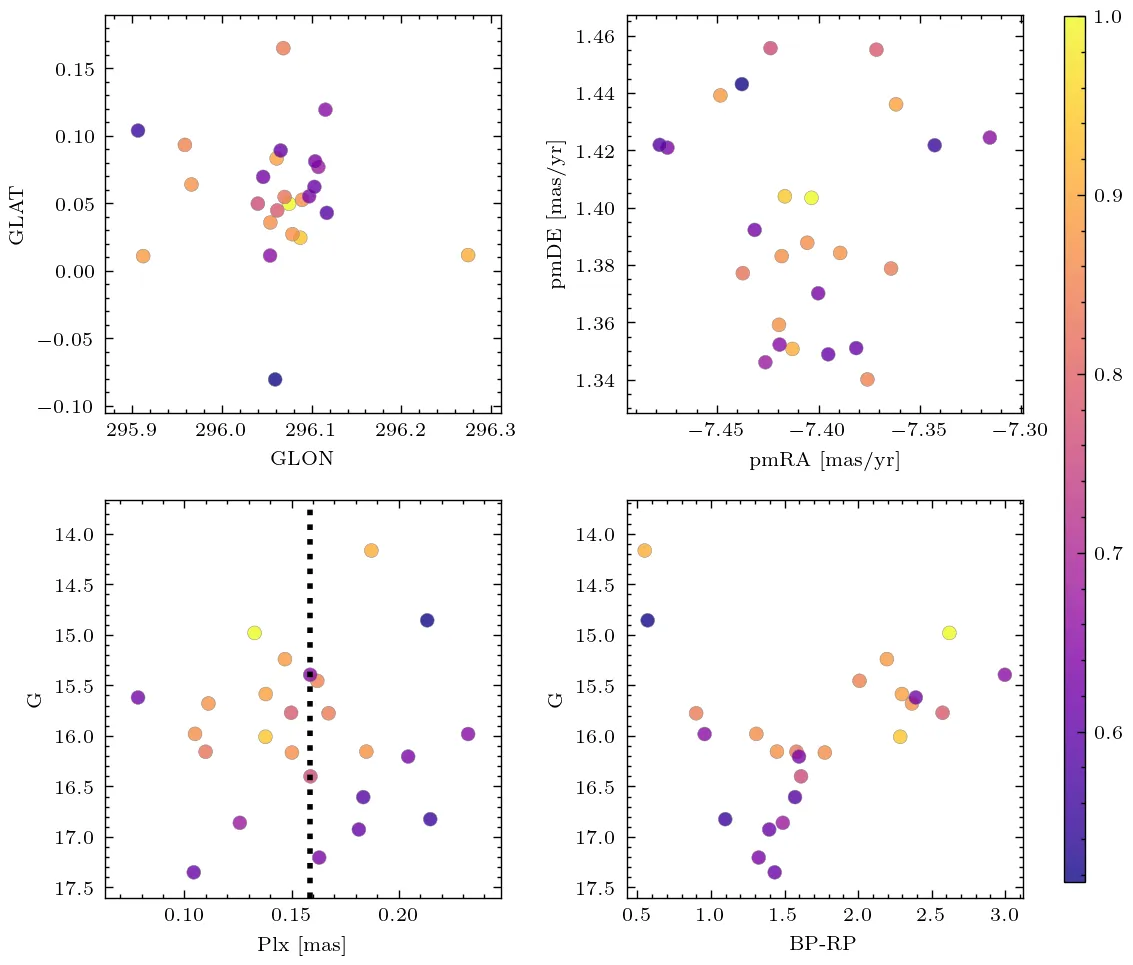 0.15
0.10
0.05
0.00
−0.05
−0.10
GLAT
295.9 296.0 296.1 296.2 296.3
GLON
1.46
1.44
1.42
1.40
1.38
1.36
1.34
pmDE [mas/yr]
−7.45 −7.40 −7.35 −7.30
pmRA [mas/yr]
1.0
0.9
0.8
0.7
0.6
14.0
14.5
15.0
15.5
16.0
16.5
17.0
17.5
G
0.10 0.15 0.20
Plx [mas]
14.0
14.5
15.0
15.5
16.0
16.5
17.0
17.5
G
0.5 1.0 1.5 2.0 2.5 3.0
BP-RP